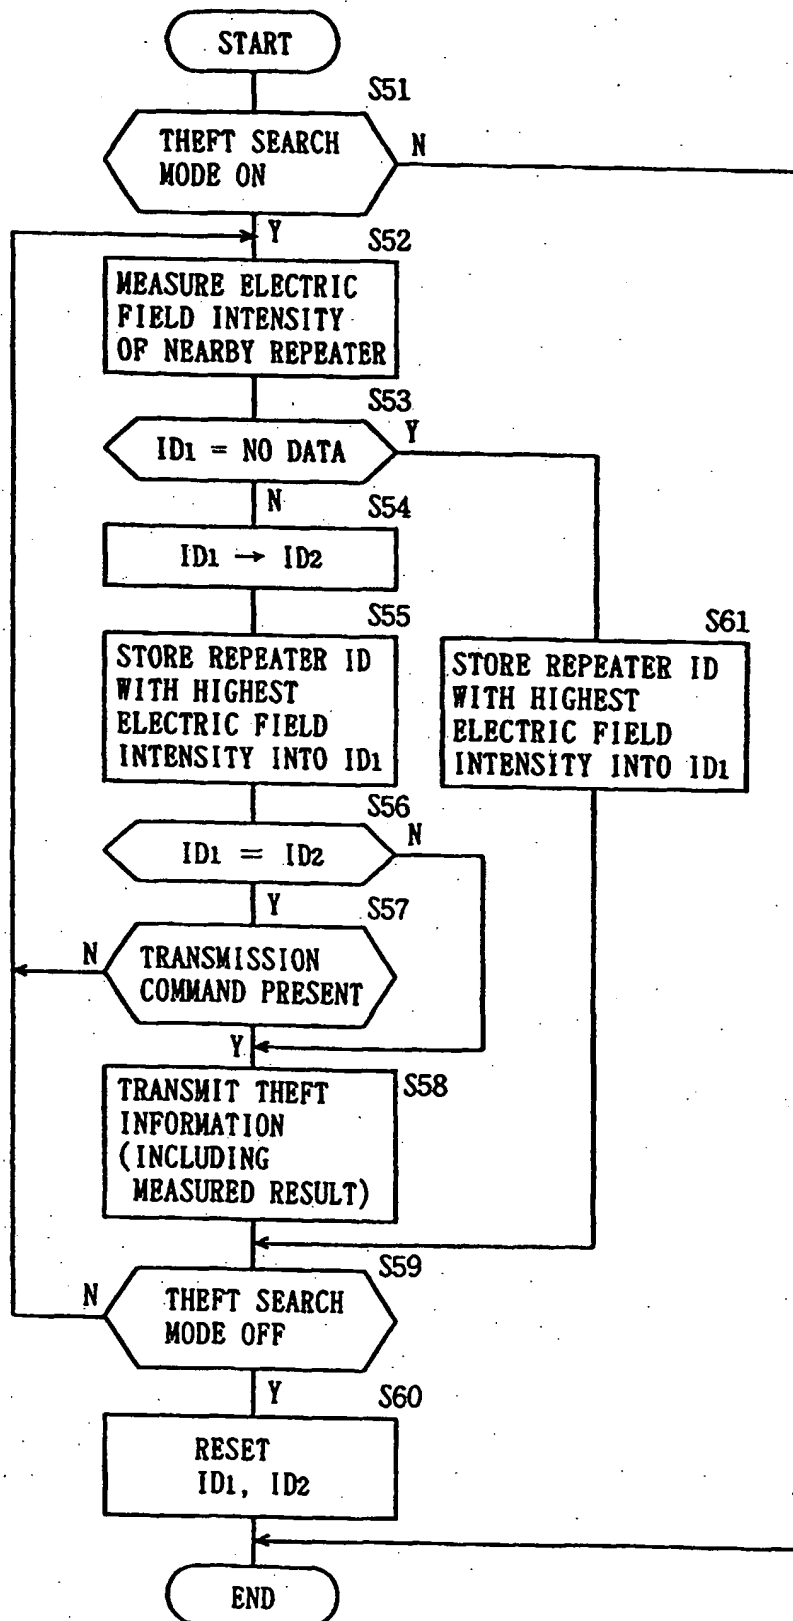 START
S51
THEFT SEARCH
MODE ON
N
Y
S52
MEASURE ELECTRIC
FIELD INTENSITY
OF NEARBY REPEATER
S53
ID1 = NO DATA
Y
N
S54
ID1 → ID2
S55
STORE REPEATER ID
WITH HIGHEST
ELECTRIC FIELD
INTENSITY INTO ID1
S61
STORE REPEATER ID
WITH HIGHEST
ELECTRIC FIELD
INTENSITY INTO ID1
S56
ID1 = ID2
N
Y
S57
N
TRANSMISSION
COMMAND PRESENT
Y
S58
TRANSMIT THEFT
INFORMATION
(INCLUDING
MEASURED RESULT)
S59
N
THEFT SEARCH
MODE OFF
Y
S60
RESET
ID1, ID2
END